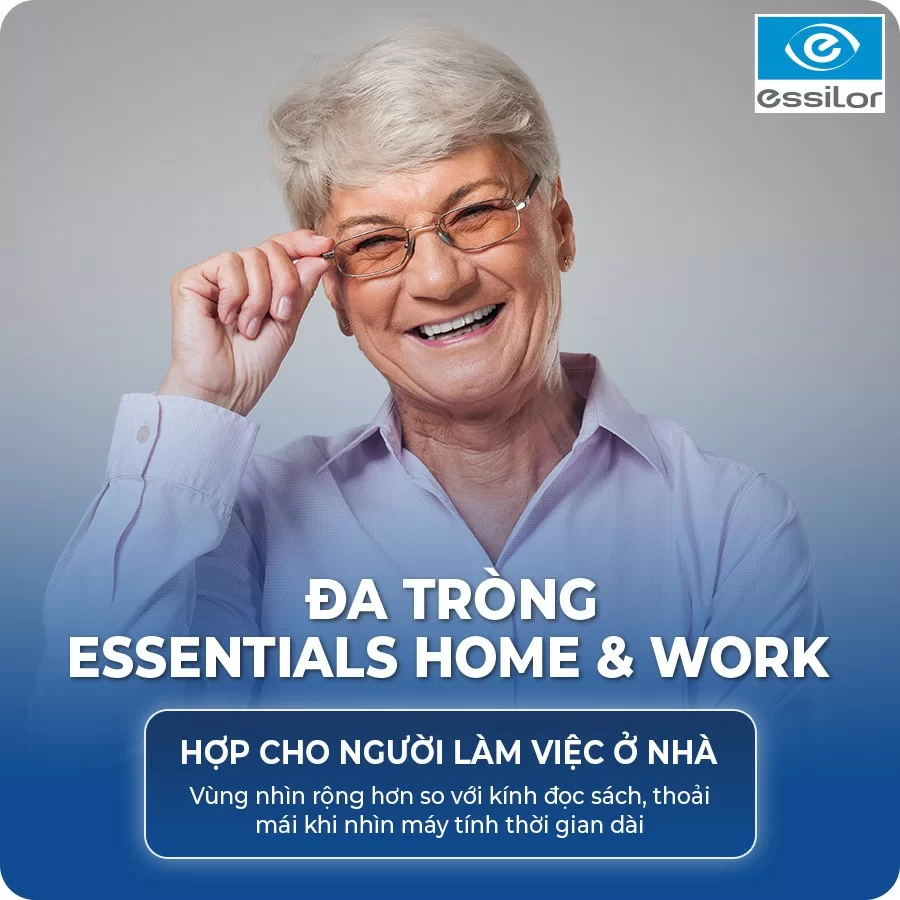 essilor
ĐA TRÒNG
ESSENTIALS HOME & WORK
HỢP CHO NGƯỜI LÀM VIỆC Ở NHÀ
Vùng nhìn rộng hơn so với kính đọc sách, thoải
mái khi nhìn máy tính thời gian dài